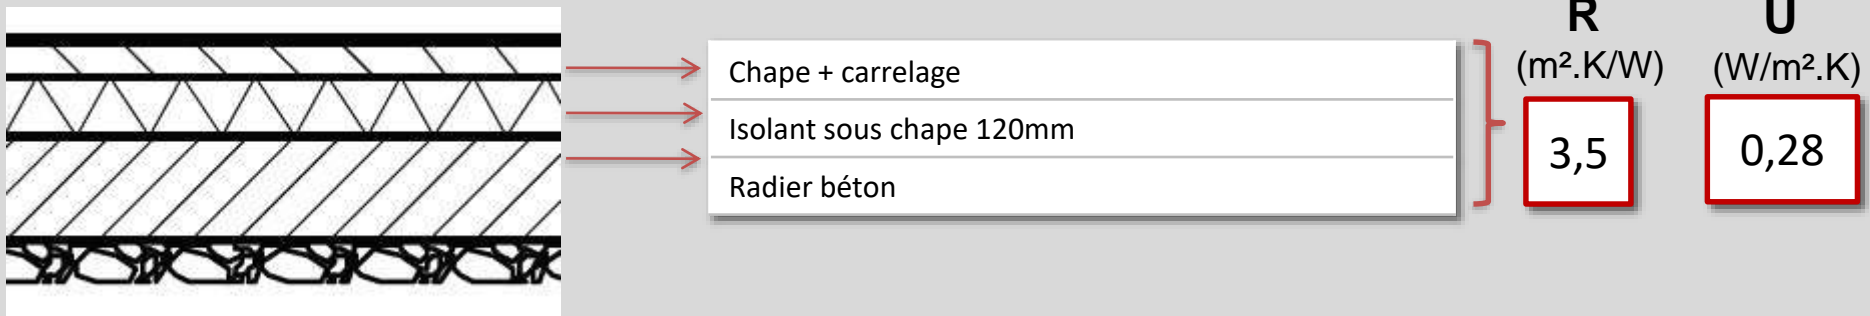 R
U
(m².K/W)
(W/m².K)
Chape + carrelage
Isolant sous chape 120mm
Radier béton
3,5
0,28